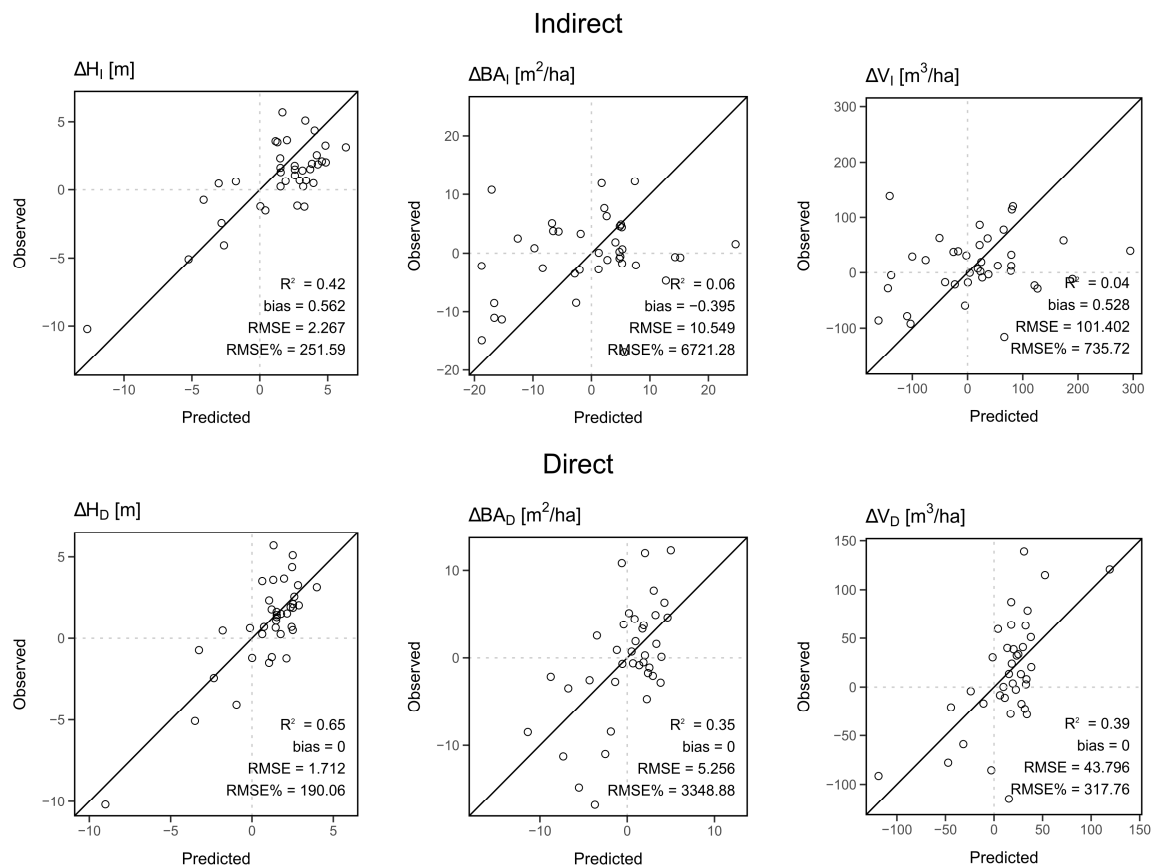 Indirect
ΔH_I [m]
ΔBA_I [m²/ha]
ΔV_I [m³/ha]
Observed
5
0
−5
−10
R² = 0.42
bias = 0.562
RMSE = 2.267
RMSE% = 251.59
−10 −5 0 5
Predicted
Observed
20
10
0
−10
−20
R² = 0.06
bias = −0.395
RMSE = 10.549
RMSE% = 6721.28
−20 −10 0 10 20
Predicted
Observed
300
200
100
0
−100
R² = 0.04
bias = 0.528
RMSE = 101.402
RMSE% = 735.72
−100 0 100 200 300
Predicted
Direct
ΔH_D [m]
ΔBA_D [m²/ha]
ΔV_D [m³/ha]
Observed
5
0
−5
−10
R² = 0.65
bias = 0
RMSE = 1.712
RMSE% = 190.06
−10 −5 0 5
Predicted
Observed
10
0
−10
R² = 0.35
bias = 0
RMSE = 5.256
RMSE% = 3348.88
−10 0 10
Predicted
Observed
150
100
50
0
−50
−100
R² = 0.39
bias = 0
RMSE = 43.796
RMSE% = 317.76
−100 −50 0 50 100 150
Predicted